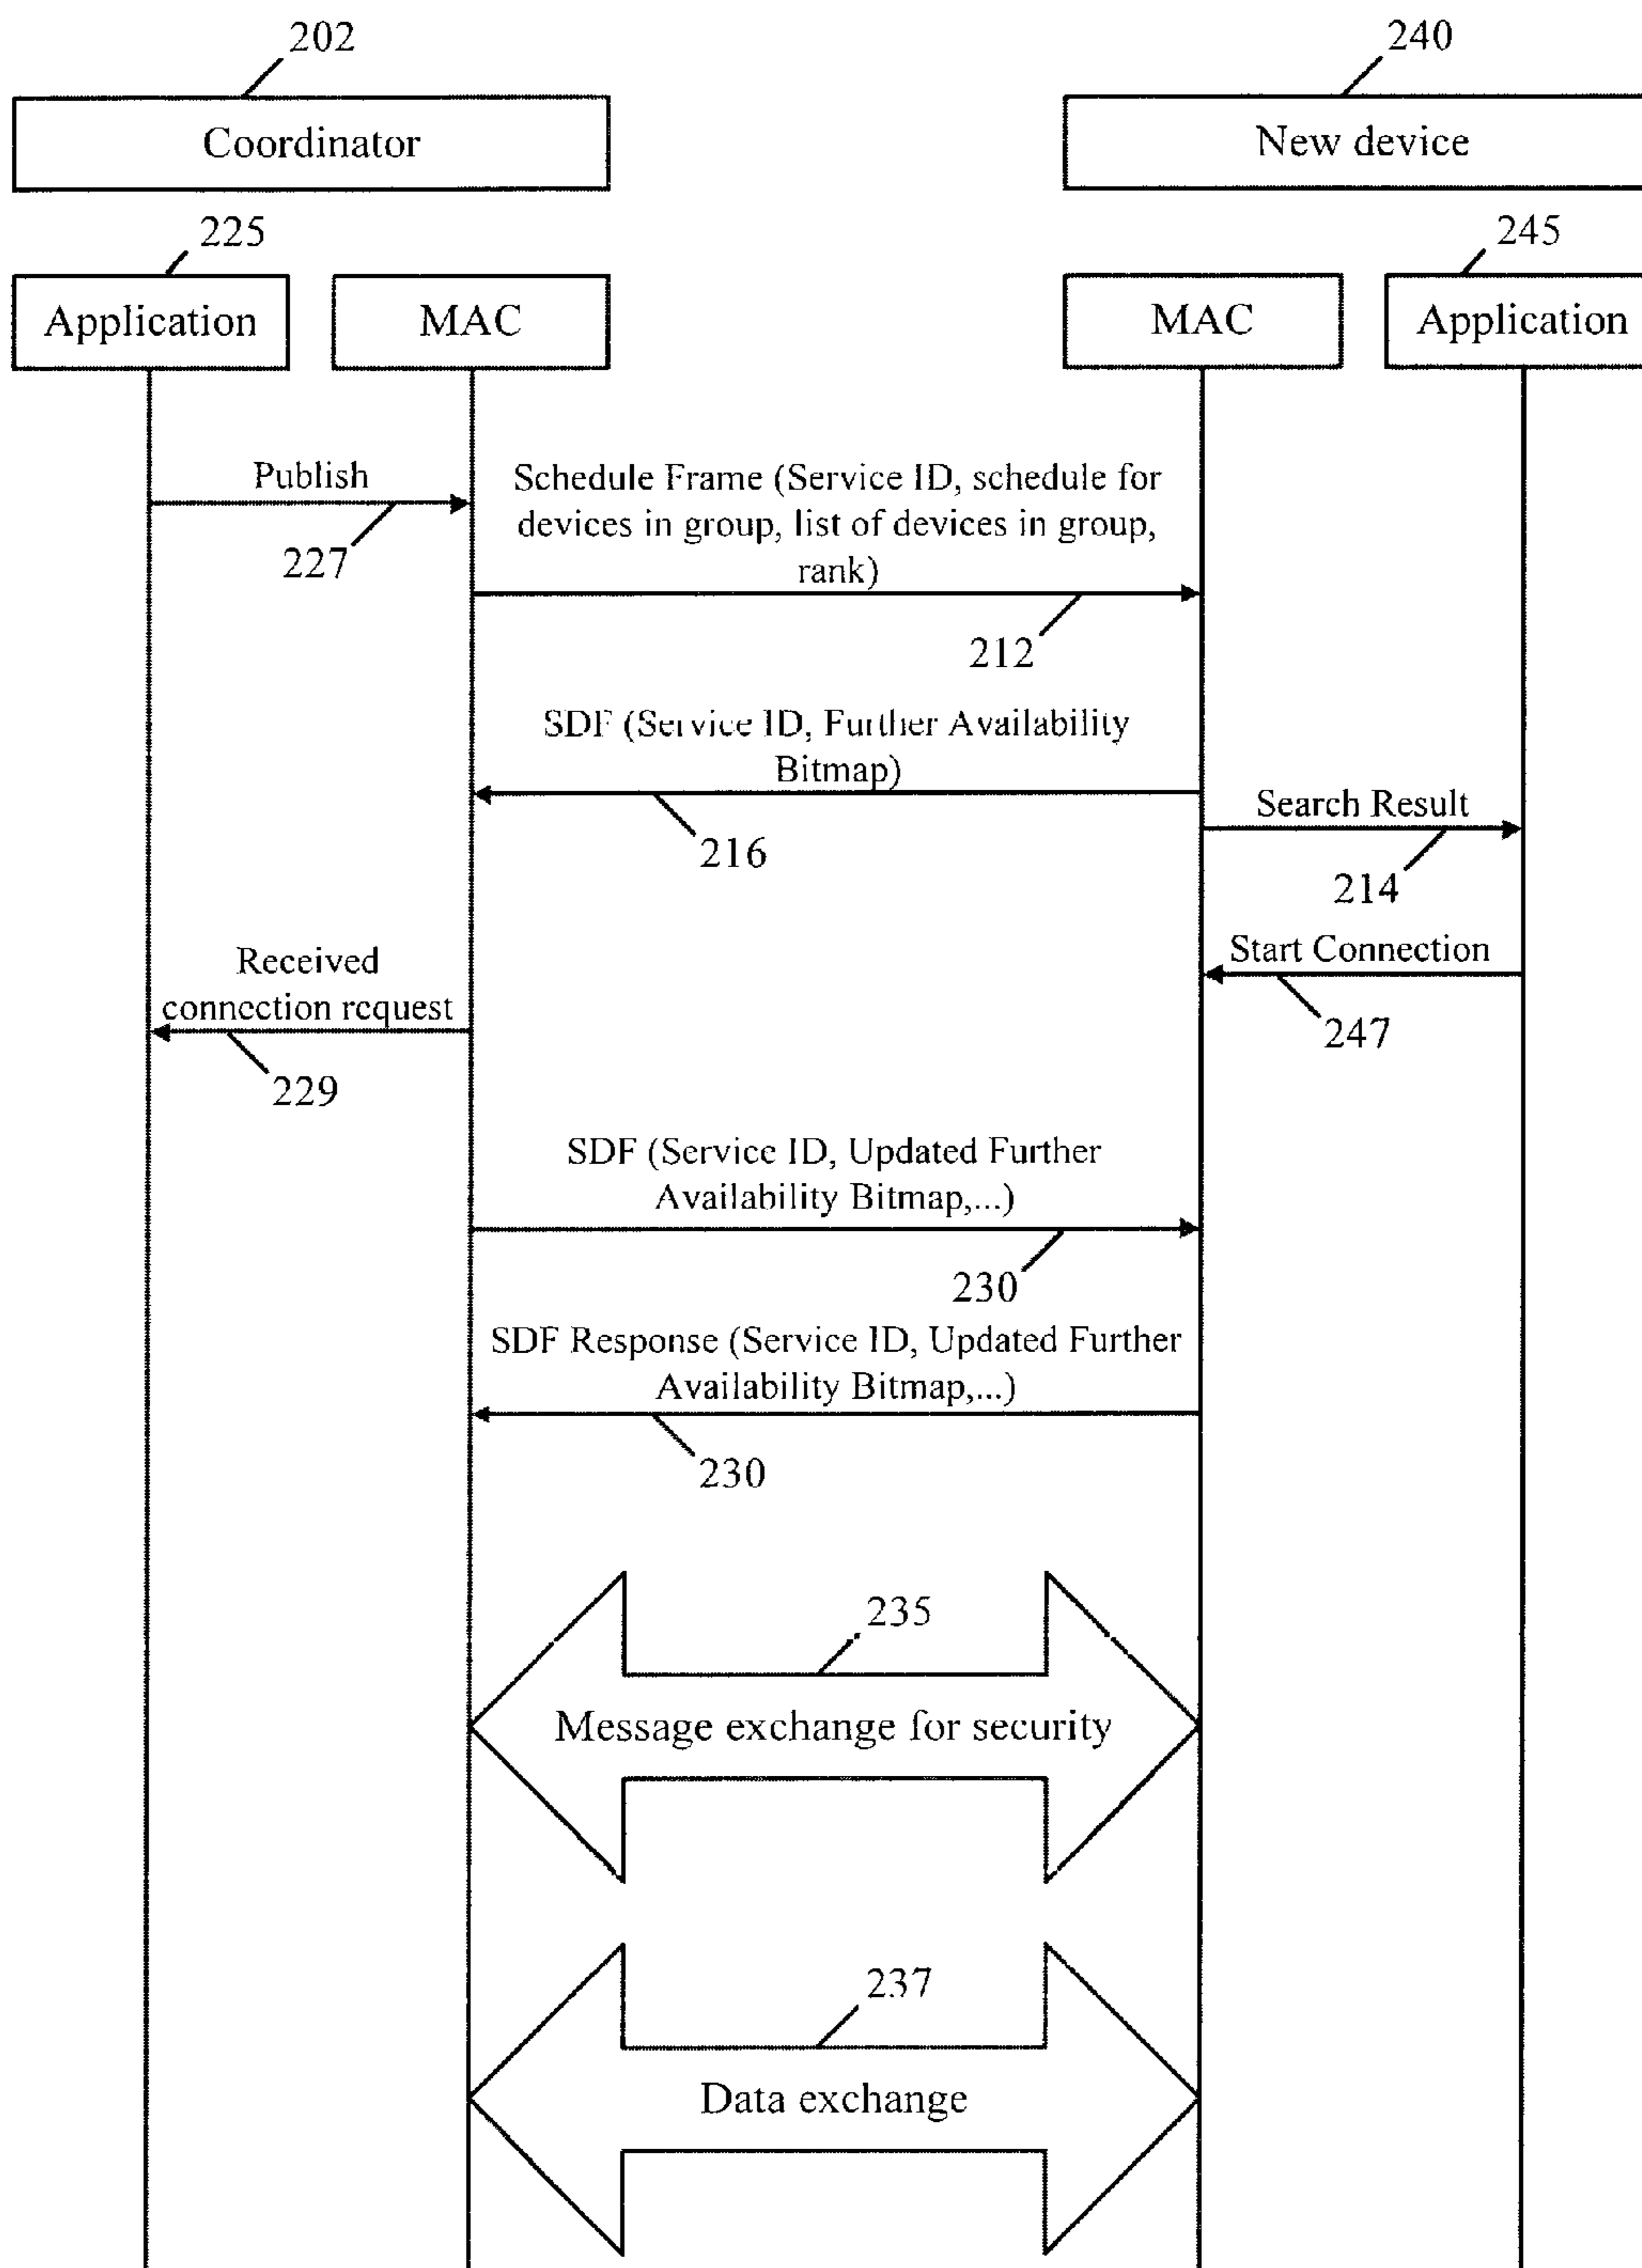 202
240
Coordinator
New device
225
245
Application
MAC
MAC
Application
Publish
227
Schedule Frame (Service ID, schedule for
devices in group, list of devices in group,
rank)
212
SDF (Service ID, Further Availability
Bitmap)
216
Search Result
214
Start Connection
247
Received
connection request
229
SDF (Service ID, Updated Further
Availability Bitmap,...)
230
SDF Response (Service ID, Updated Further
Availability Bitmap,...)
230
235
Message exchange for security
237
Data exchange